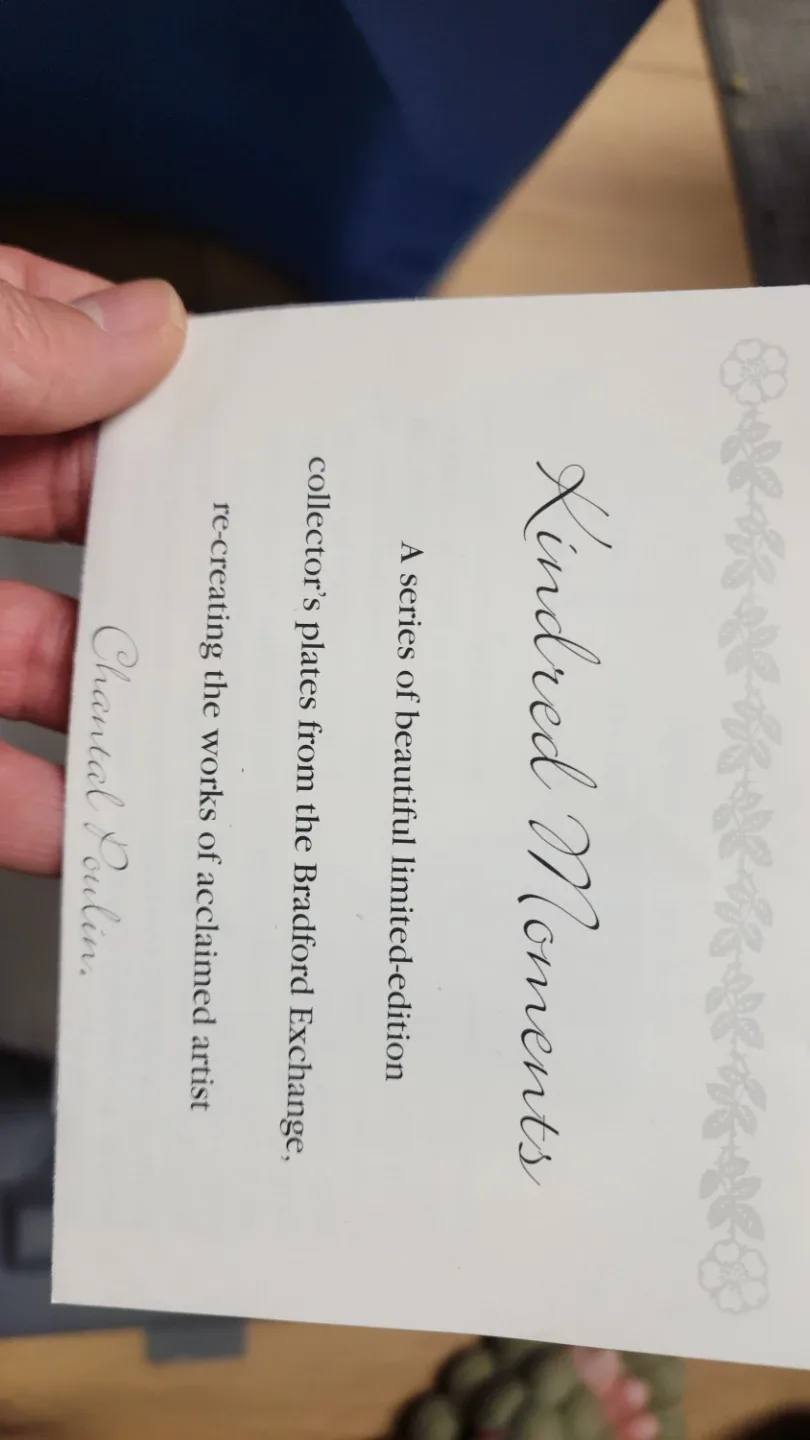 Kindred Moments
A series of beautiful limited-edition
collector's plates from the Bradford Exchange,
re-creating the works of acclaimed artist
Chantal Poulin.